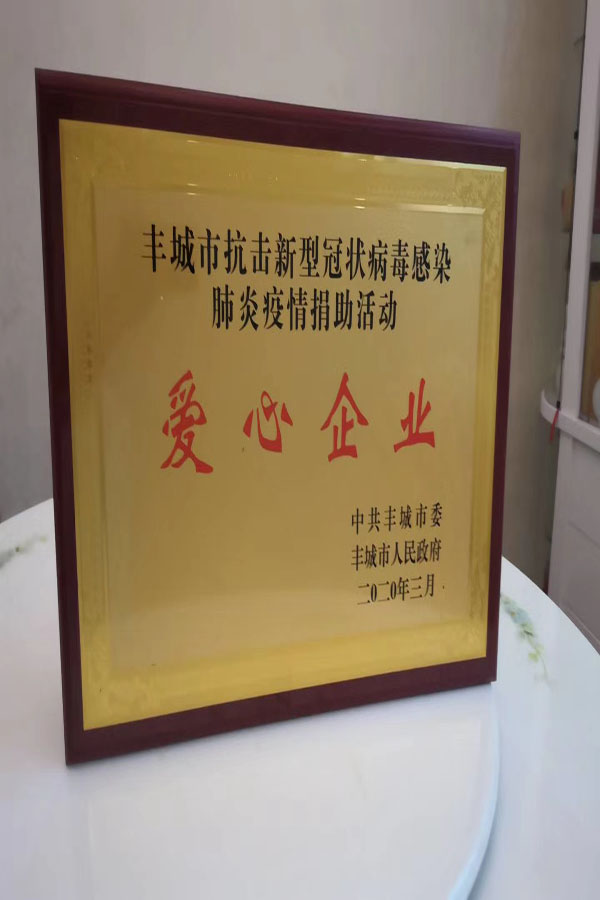 丰城市抗击新型冠状病毒感染
肺炎疫情捐助活动
爱心企业
中共丰城市委
丰城市人民政府
二0二0年三月